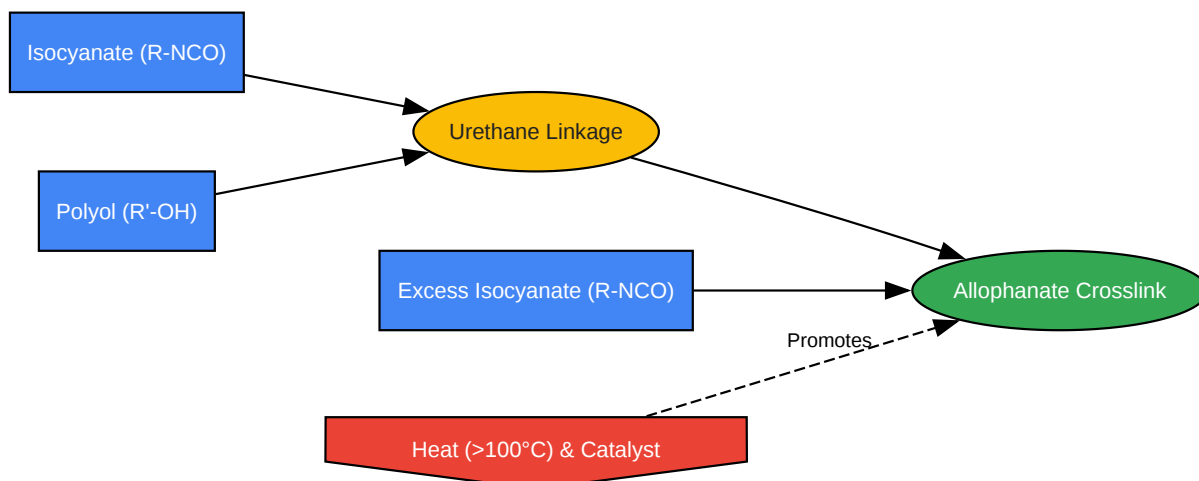 Isocyanate (R-NCO)
Urethane Linkage
Polyol (R'-OH)
Excess Isocyanate (R-NCO)
Allophanate Crosslink
Promotes
Heat (>100°C) & Catalyst